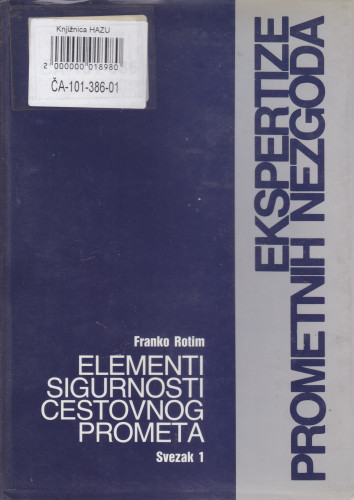 Knjižnica HAZU
2 000000 018980
ČA-101-386-01
EKSPERTIZE
PROMETNIH NEZGODA
Franko Rotim
ELEMENTI
SIGURNOSTI
CESTOVNOG
PROMETA
Svezak 1